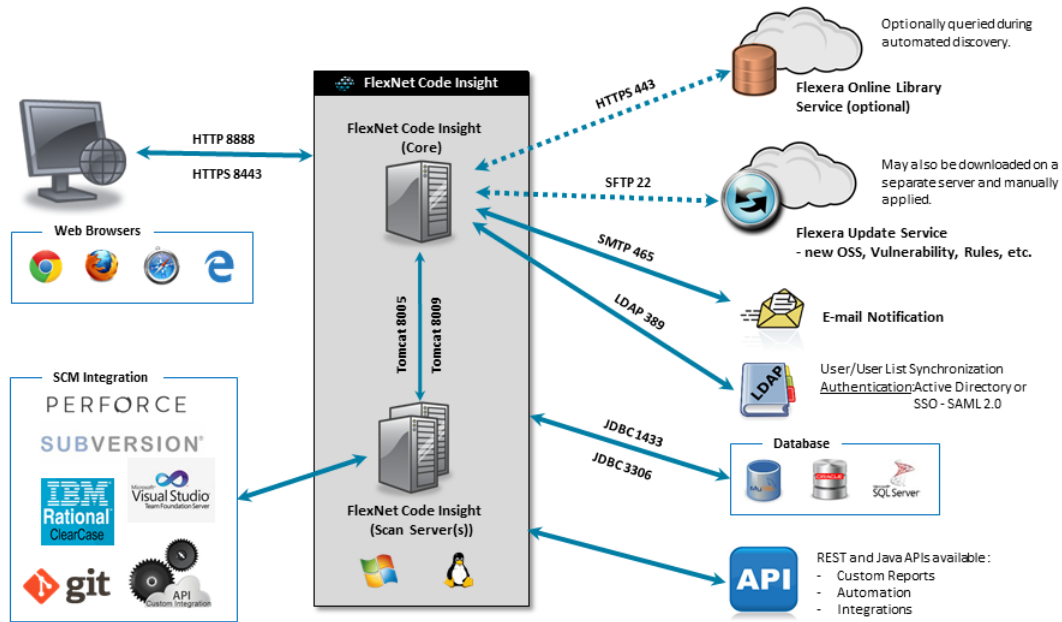 Optionally queried during
automated discovery.
Flexera Online Library
Service (optional)
FlexNet Code Insight
FlexNet Code Insight
(Core)
HTTPS 443
HTTP 8888
HTTPS 8443
SFTP 22
May also be downloaded on a
separate server and manually
applied.
Flexera Update Service
- new OSS, Vulnerability, Rules, etc.
Web Browsers
SMTP 465
LDAP 389
E-mail Notification
Tomcat 8005
Tomcat 8009
LDAP
User/User List Synchronization
Authentication:Active Directory or
SSO - SAML 2.0
SCM Integration
PERFORCE
SUBVERSION®
Microsoft®
Visual Studio
Team Foundation Server
IBM
Rational
ClearCase
git
API
Custom Integration
JDBC 1433
JDBC 3306
Database
MySQL
ORACLE
Microsoft
SQL Server
FlexNet Code Insight
(Scan Server(s))
API
REST and Java APIs available :
- Custom Reports
- Automation
- Integrations